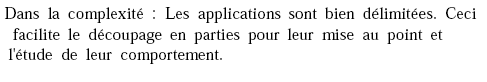 Dans la complexité : Les applications sont bien délimitées. Ceci
facilite le découpage en parties pour leur mise au point et
l'étude de leur comportement.